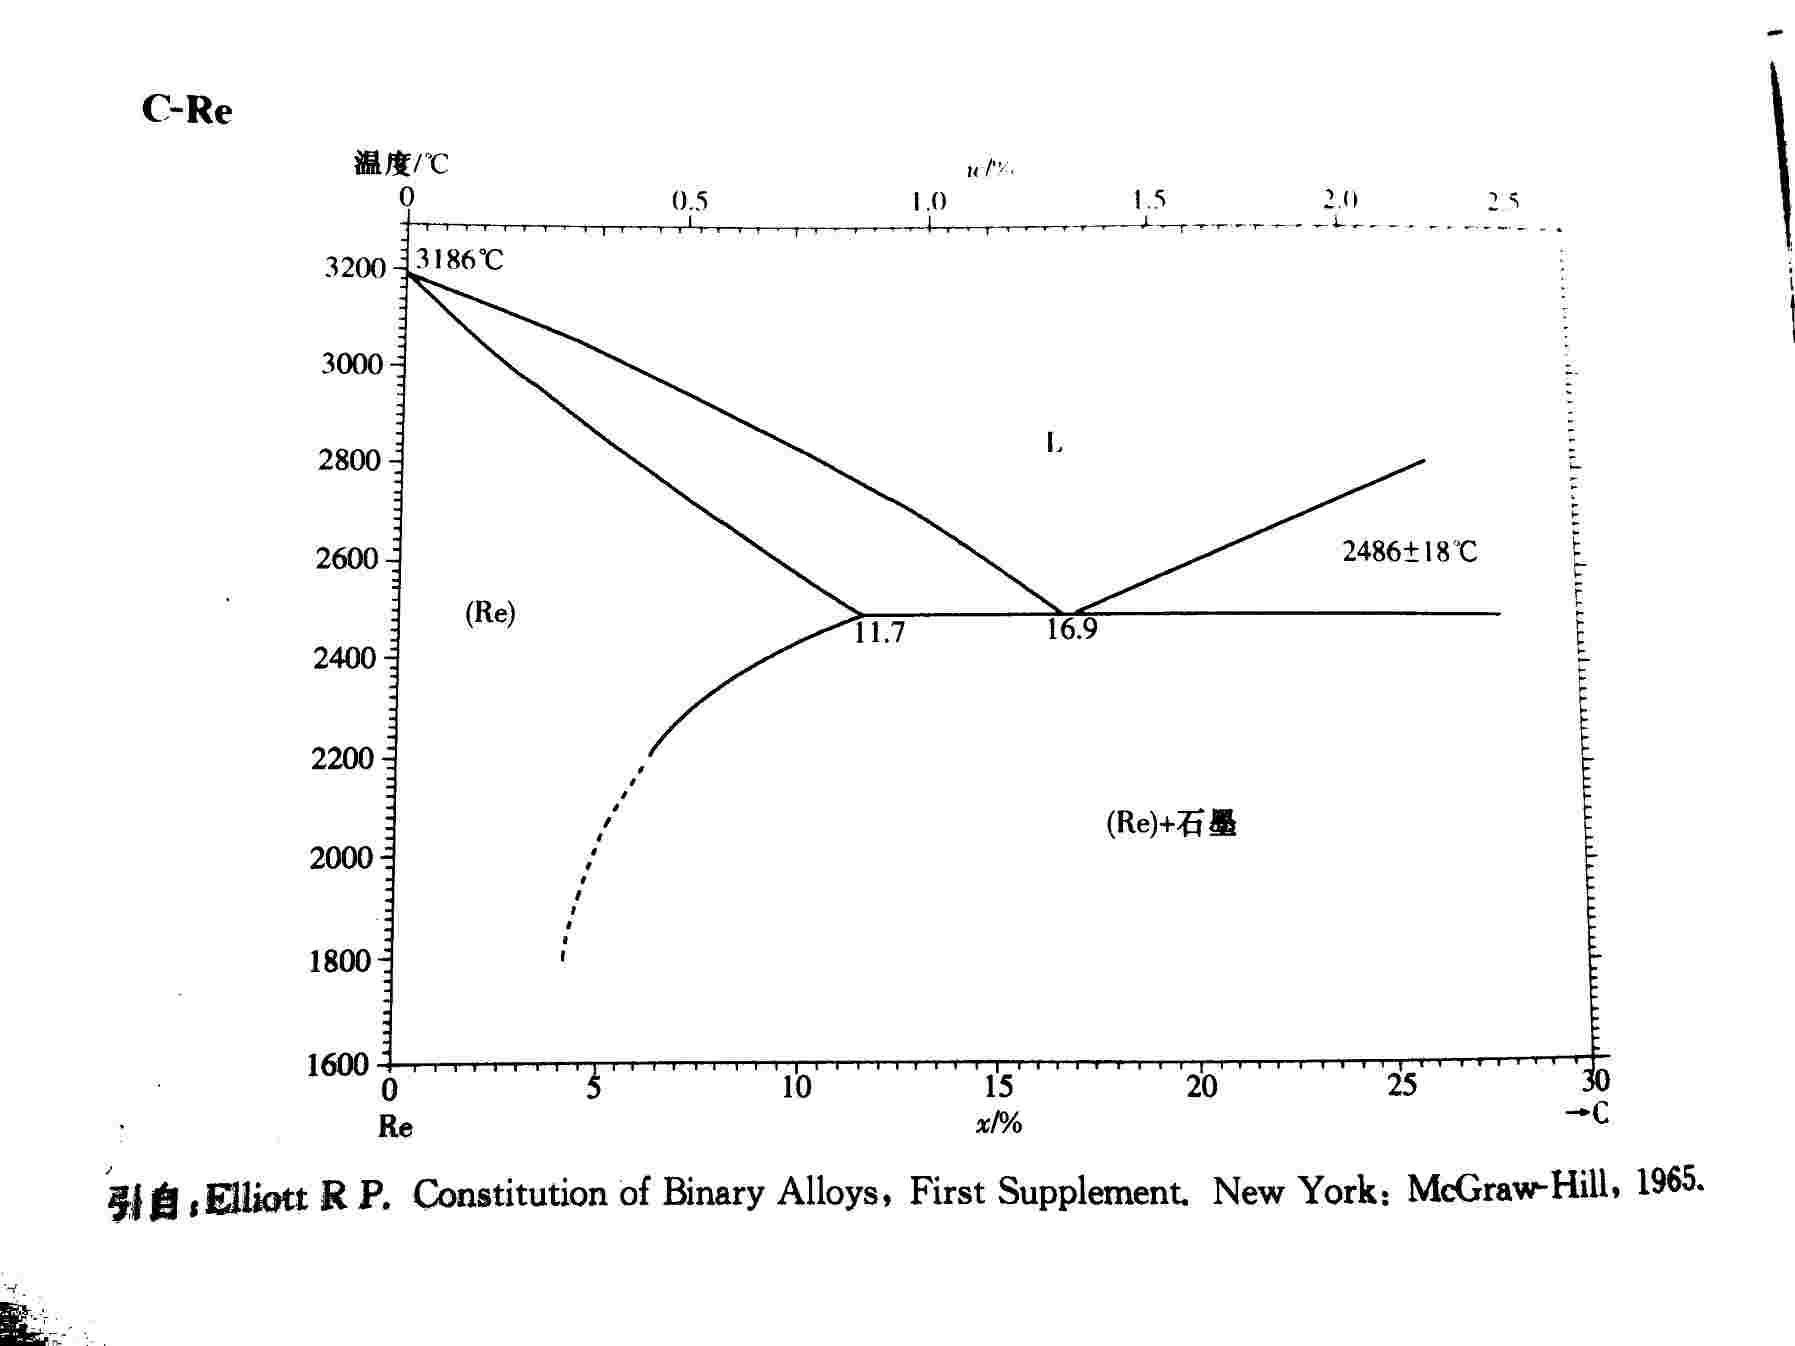 C-Re
温度/℃
0 0.5 1.0 1.5 2.0 2.5
3200
3186℃
3000
L
2800
2600
2486±18℃
(Re)
11.7
16.9
2400
2200
(Re)+石墨
2000
1800
1600
0 5 10 15 20 25 30
Re
x/%
→C
引自:Elliott R P. Constitution of Binary Alloys, First Supplement. New York: McGraw-Hill, 1965.